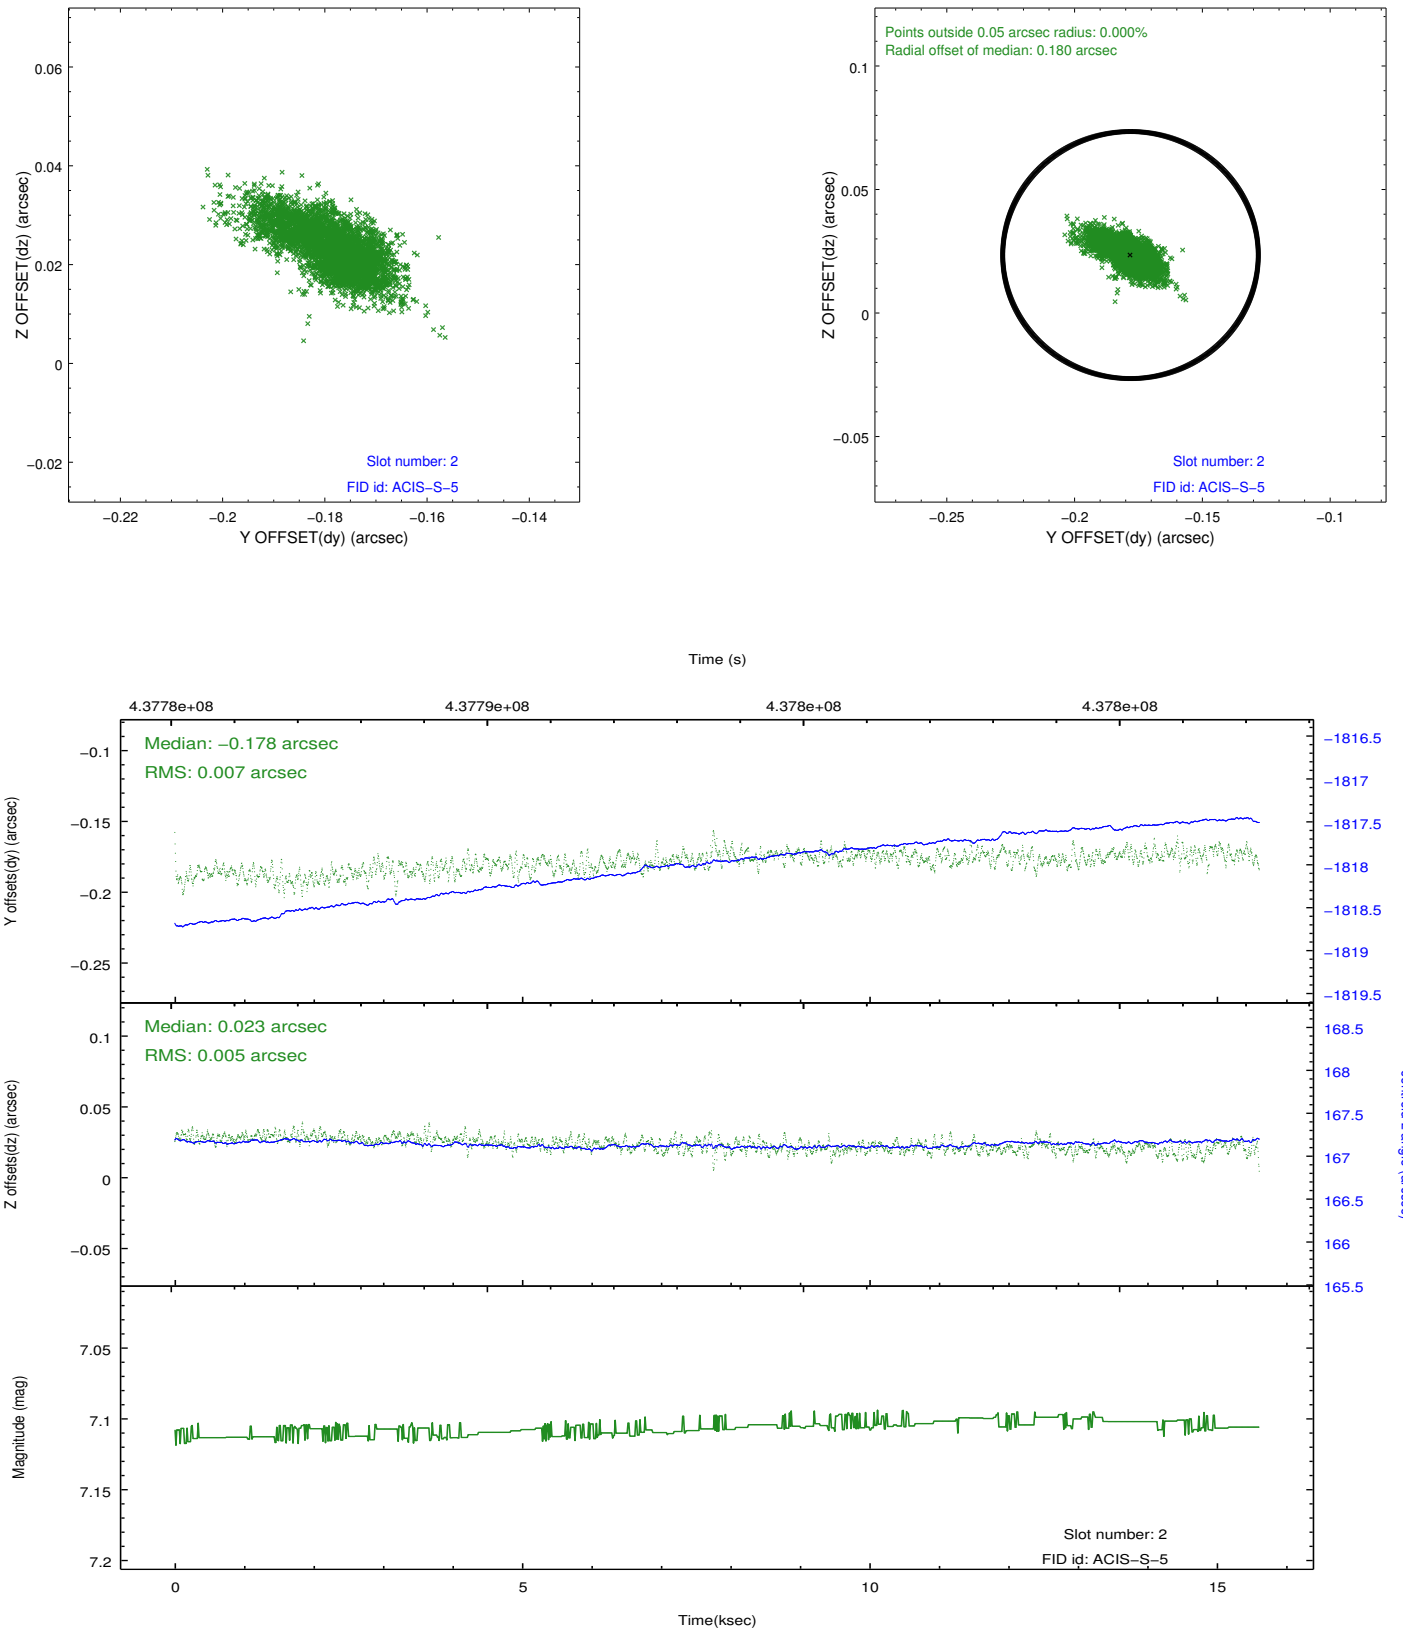 0.06
0.04
0.02
0
−0.02
Z OFFSET(dz) (arcsec)
Slot number: 2
FID id: ACIS−S−5
−0.22
−0.2
−0.18
−0.16
−0.14
Y OFFSET(dy) (arcsec)
Points outside 0.05 arcsec radius: 0.000%
Radial offset of median: 0.180 arcsec
0.1
0.05
0
−0.05
Z OFFSET(dz) (arcsec)
Slot number: 2
FID id: ACIS−S−5
−0.25
−0.2
−0.15
−0.1
Y OFFSET(dy) (arcsec)
Time (s)
4.3778e+08
4.3779e+08
4.378e+08
4.378e+08
Median: −0.178 arcsec
RMS: 0.007 arcsec
−0.1
−0.15
−0.2
−0.25
Y offsets(dy) (arcsec)
−1816.5
−1817
−1817.5
−1818
−1818.5
−1819
−1819.5
Median: 0.023 arcsec
RMS: 0.005 arcsec
0.1
0.05
0
−0.05
Z offsets(dz) (arcsec)
168.5
168
167.5
167
166.5
166
165.5
7.05
7.1
7.15
7.2
Magnitude (mag)
Slot number: 2
FID id: ACIS−S−5
0
5
10
15
Time(ksec)